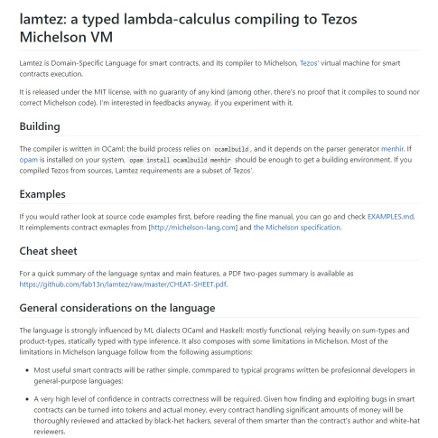 lamtez: a typed lambda-calculus compiling to Tezos
Michelson VM
Lamtez is Domain-Specific Language for smart contracts, and its compiler to Michelson, Tezos' virtual machine for smart
contracts execution.
It is released under the MIT license, with no guaranty of any kind (among other, there's no proof that it compiles to sound nor
correct Michelson code). I'm interested in feedbacks anyway, if you experiment with it.
Building
The compiler is written in OCaml; the build process relies on ocamlbuild, and it depends on the parser generator menhir. If
opam is installed on your system, opam install ocamlbuild menhir should be enough to get a building environment. If you
compiled Tezos from sources, Lamtez requirements are a subset of Tezos'.
Examples
If you would rather look at source code examples first, before reading the fine manual, you can go and check EXAMPLES.md.
It reimplements contract exmaples from [http://michelson-lang.com] and the Michelson specification.
Cheat sheet
For a quick summary of the language syntax and main features, a PDF two-pages summary is available as
https://github.com/fab13n/lamtez/raw/master/CHEAT-SHEET.pdf.
General considerations on the language
The language is strongly influenced by ML dialects OCaml and Haskell: mostly functional, relying heavily on sum-types and
product-types, statically typed with type inference. It also composes with some limitations in Michelson. Most of the
limitations in Michelson language follow from the following assumptions:
• Most useful smart contracts will be rather simple, commpared to typical programs written be profesional developers in
general-purpose languages;
• A very high level of confidence in contracts correctness will be required. Given how finding and exploiting bugs in smart
contracts can be turned into tokens and actual money, every contract handling significant amounts of money will be
thoroughly reviewed and attacked by black-het hackers, several of them smarter than the contract's author and white-hat
reviewers.